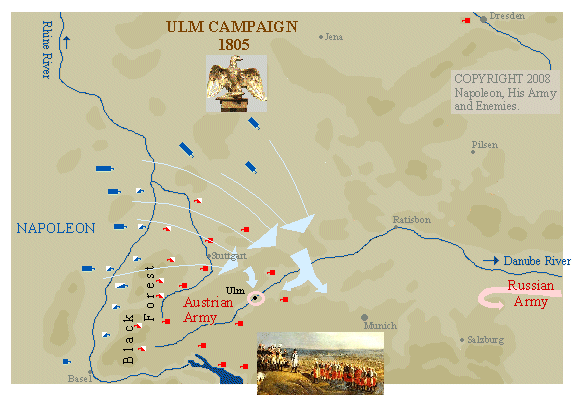 ULM CAMPAIGN
1805
Dresden
Jena
Rhine River
COPYRIGHT 2008
Napoleon, His Army
and Enemies.
Pilsen
NAPOLEON
Ratisbon
Stuttgart
Danube River
Black Forest
Ulm
Austrian
Army
Russian
Army
Munich
Salzburg
Basel